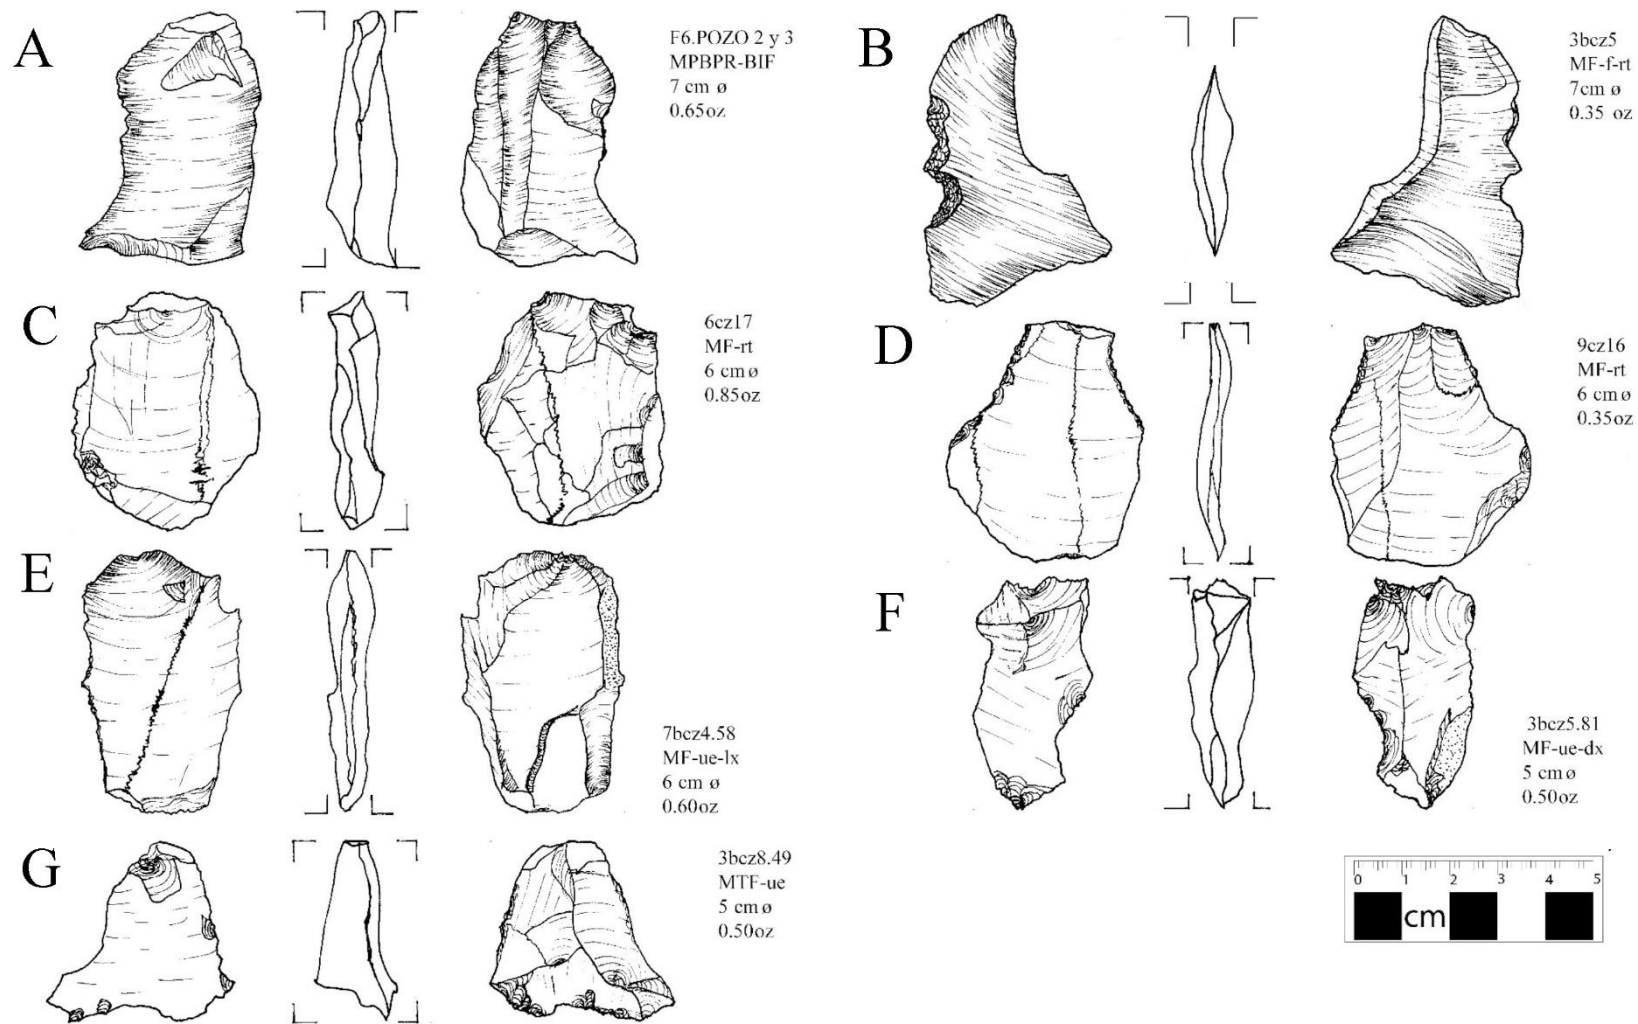 A
F6.POZO 2 y 3
MPBPR-BIF
7 cm ø
0.65oz
B
3bcz5
MF-f-rt
7cm ø
0.35 oz
C
6cz17
MF-rt
6 cm ø
0.85oz
D
9cz16
MF-rt
6 cm ø
0.35oz
E
7bcz4.58
MF-ue-lx
6 cm ø
0.60oz
F
3bcz5.81
MF-ue-dx
5 cm ø
0.50oz
G
3bcz8.49
MTF-ue
5 cm ø
0.50oz
0 1 2 3 4 5
cm